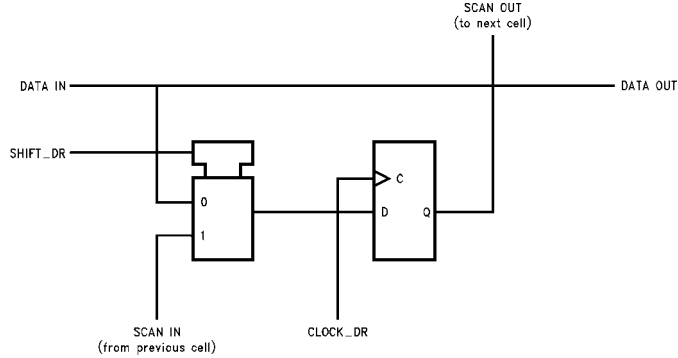 SCAN OUT
(to next cell)
DATA IN
DATA OUT
SHIFT_DR
0
1
C
D
Q
SCAN IN
(from previous cell)
CLOCK_DR